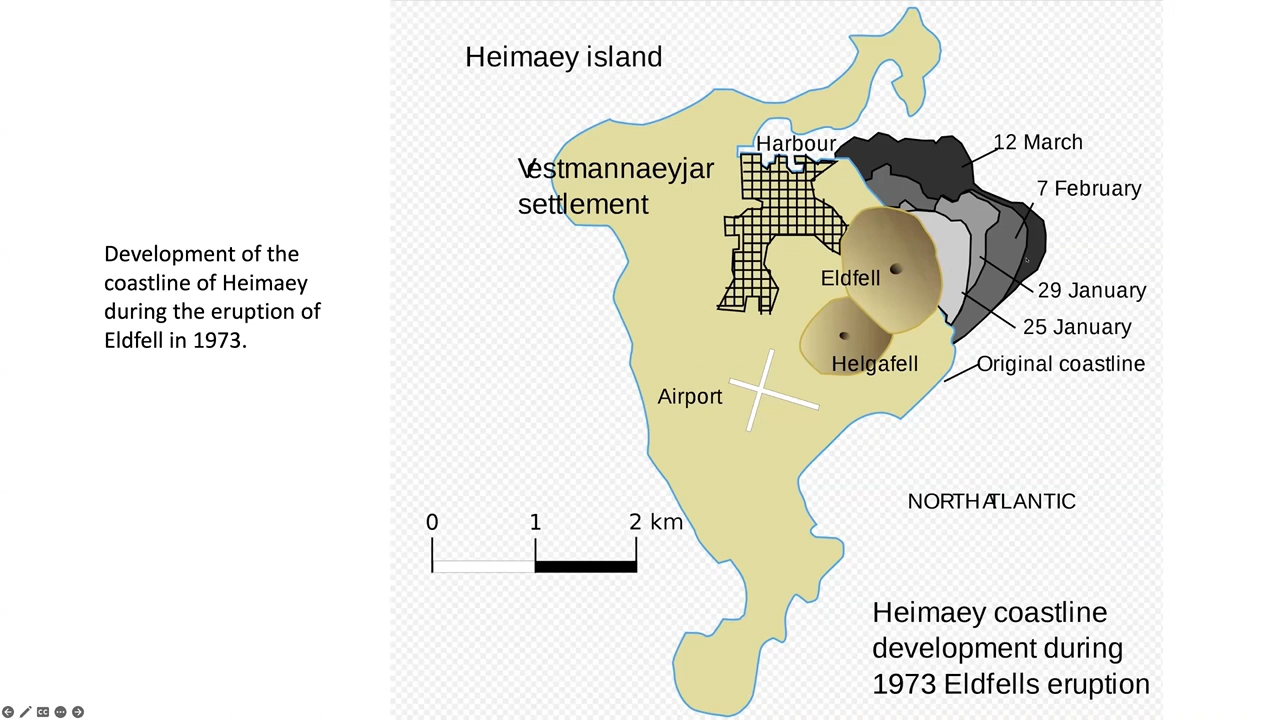 Heimaey island
Harbour
12 March
Vestmannaeyjar
settlement
7 February
Development of the
coastline of Heimaey
during the eruption of
Eldfell in 1973.
Eldfell
29 January
25 January
Helgafell
Original coastline
Airport
NORTH ATLANTIC
0 1 2 km
Heimaey coastline
development during
1973 Eldfells eruption